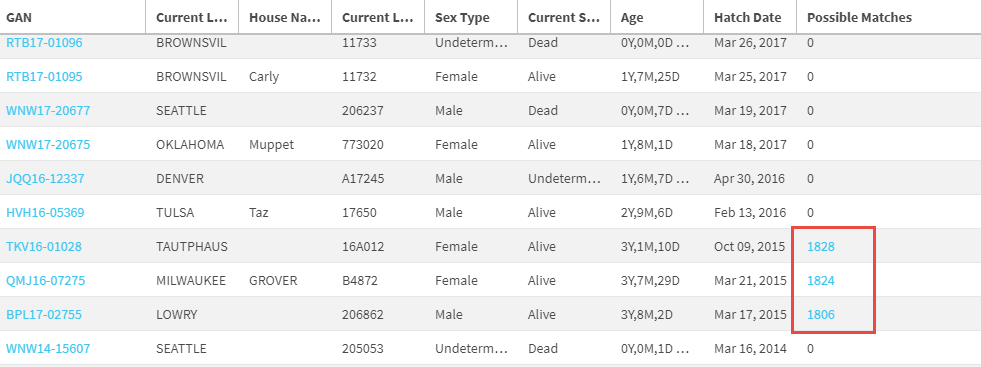 GAN Current L... House Na... Current L... Sex Type Current S... Age Hatch Date Possible Matches
RTB17-01096 BROWNSVIL 11733 Undeterm... Dead 0Y,0M,0D ... Mar 26, 2017 0
RTB17-01095 BROWNSVIL Carly 11732 Female Alive 1Y,7M,25D Mar 25, 2017 0
WNW17-20677 SEATTLE 206237 Male Dead 0Y,0M,7D ... Mar 19, 2017 0
WNW17-20675 OKLAHOMA Muppet 773020 Female Alive 1Y,8M,1D Mar 18, 2017 0
JQQ16-12337 DENVER A17245 Male Undeterm... 1Y,6M,7D ... Apr 30, 2016 0
HVH16-05369 TULSA Taz 17650 Male Alive 2Y,9M,6D Feb 13, 2016 0
TKV16-01028 TAUTPHAUS 16A012 Female Alive 3Y,1M,10D Oct 09, 2015 1828
QMJ16-07275 MILWAUKEE GROVER B4872 Female Alive 3Y,7M,29D Mar 21, 2015 1824
BPL17-02755 LOWRY 206862 Male Alive 3Y,8M,2D Mar 17, 2015 1806
WNW14-15607 SEATTLE 205053 Undeterm... Dead 0Y,0M,1D ... Mar 16, 2014 0